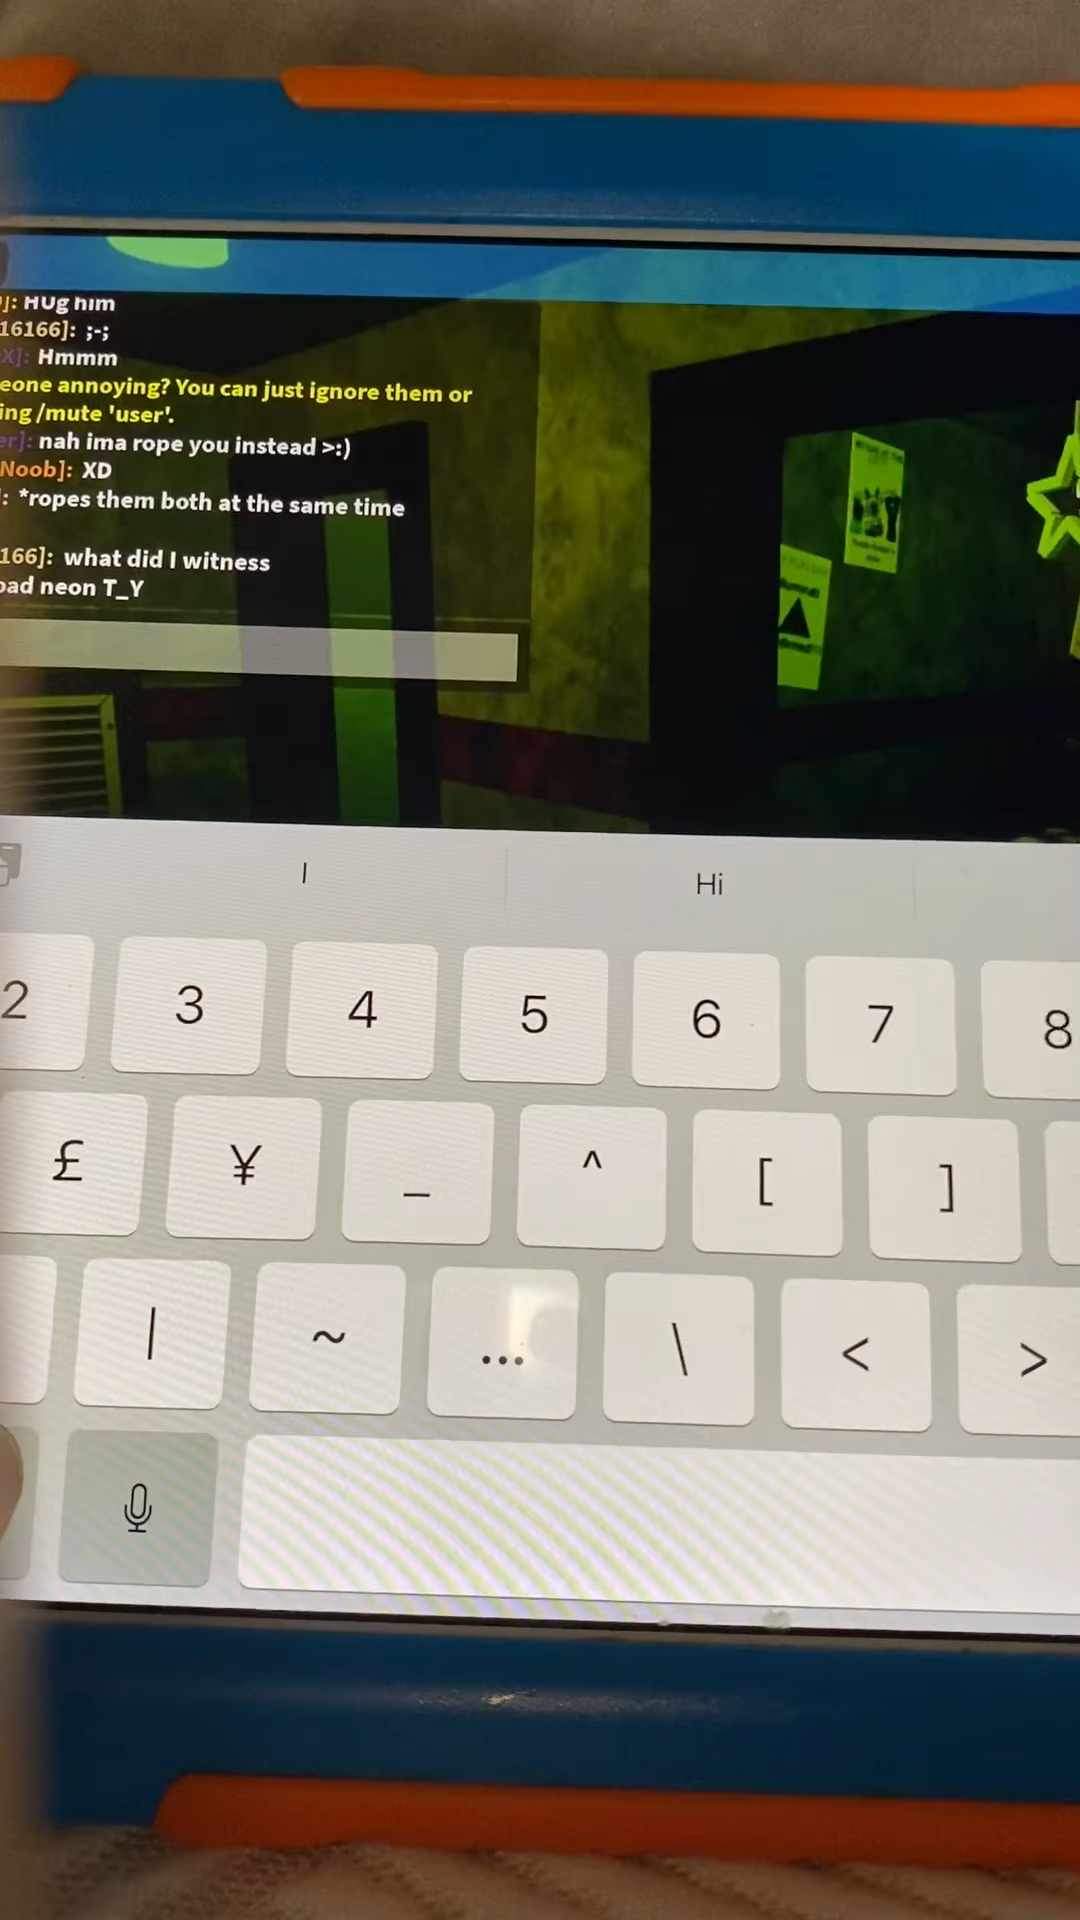 ]: HUg him
16166]: ;-;
X]: Hmmm
eone annoying? You can just ignore them or
ing /mute 'user'.
er]: nah ima rope you instead >:)
Noob]: XD
]: *ropes them both at the same time
166]: what did I witness
oad neon T_Y
I
Hi
2 3 4 5 6 7 8
£ ¥ _ ^ [ ]
| ~ ... \ < >